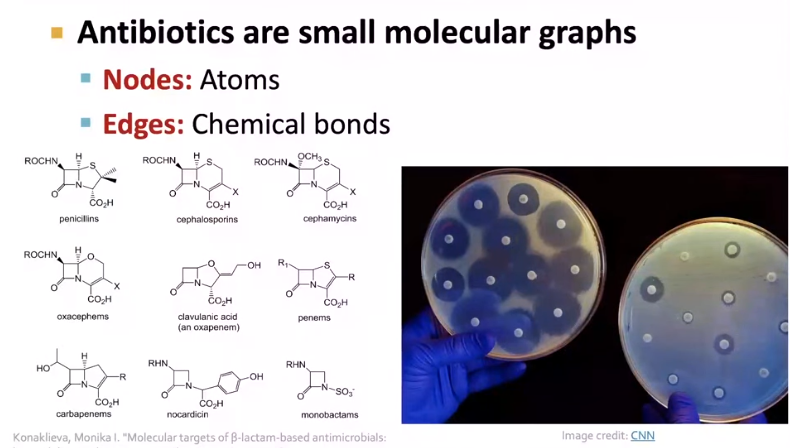 Antibiotics are small molecular graphs
Nodes: Atoms
Edges: Chemical bonds
ROCHN H S N O CO₂H
penicillins
ROCHN H S N O X CO₂H
cephalosporins
ROCHN OCH₃ S N O X CO₂H
cephamycins
ROCHN H O N O X CO₂H
oxacephems
O OH N O CO₂H
clavulanic acid
(an oxapenem)
R₁ S R N O CO₂H
penems
HO H R N O CO₂H
carbapenems
RHN N O OH CO₂H
nocardicin
RHN N O SO₃⁻
monobactams
Konaklieva, Monika I. "Molecular targets of β-lactam-based antimicrobials:
Image credit: CNN